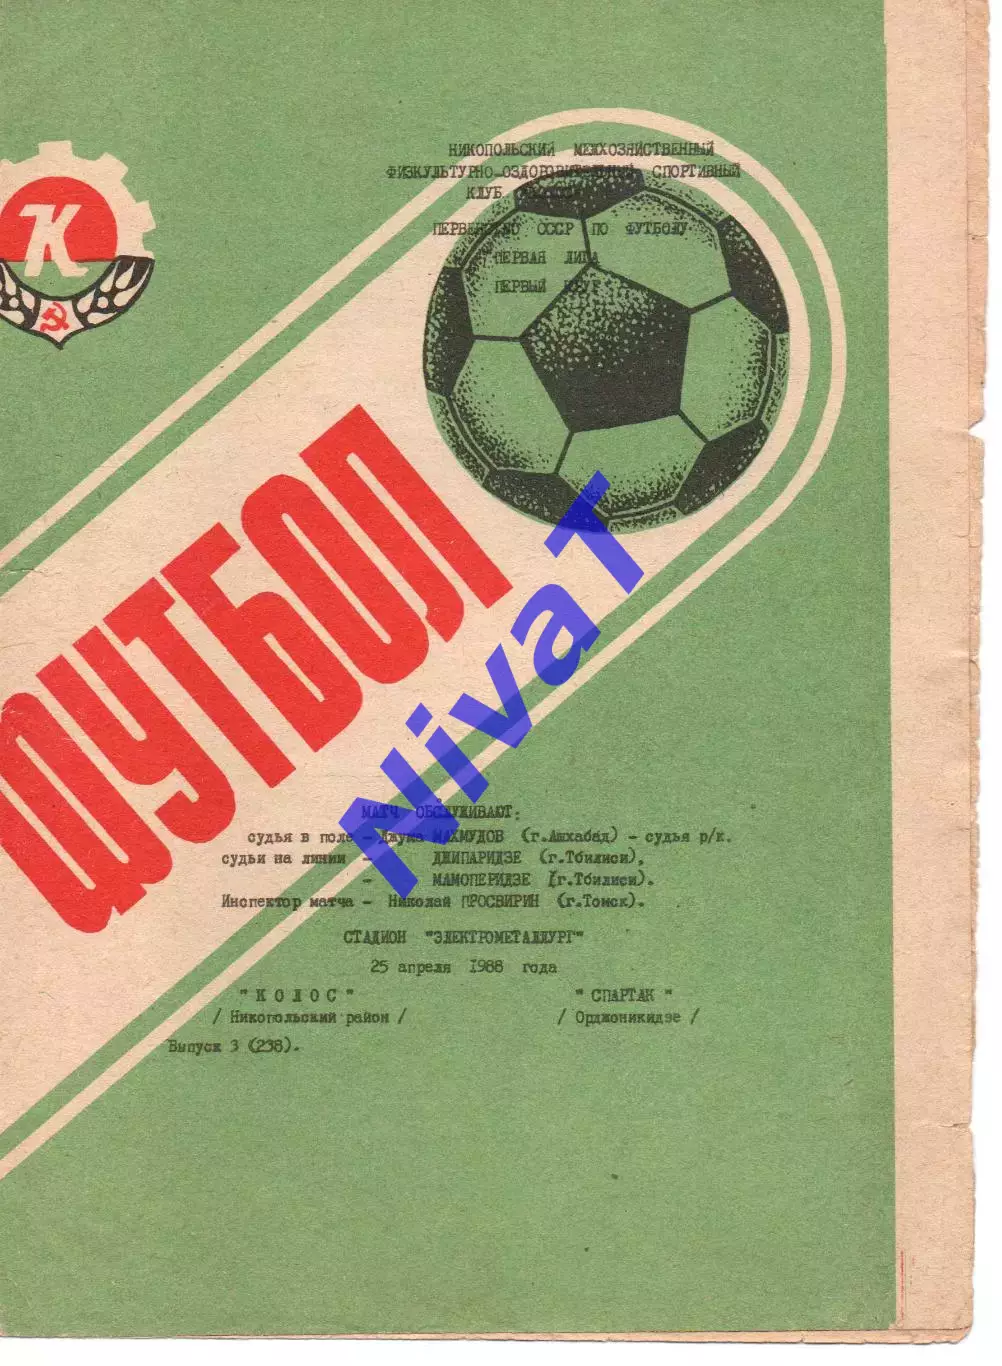 НИКОПОЛЬСКИЙ МЕЖХОЗЯЙСТВЕННЫЙ
ФИЗКУЛЬТУРНО-ОЗДОРОВИТЕЛЬНЫЙ СПОРТИВНЫЙ
КЛУБ
К
ПЕРВЕНСТВО СССР ПО ФУТБОЛУ
ПЕРВАЯ ЛИГА
ПЕРВЫЙ КРУГ
ФУТБОЛ
NivaT
МАТЧ ОБСЛУЖИВАЮТ:
судья в поле - Джума МАХМУДОВ (г.Ашхабад) - судья р/к.
судьи на линии - ДЖИПАРИДЗЕ (г.Тбилиси),
- МАМОПЕРИДЗЕ (г.Тбилиси).
Инспектор матча - Николай ПРОСВИРИН (г.Томск).
СТАДИОН "ЭЛЕКТРОМЕТАЛЛУРГ"
25 апреля 1988 года
"КОЛОС" "СПАРТАК"
/ Никопольский район / / Орджоникидзе /
Выпуск 3 (238).